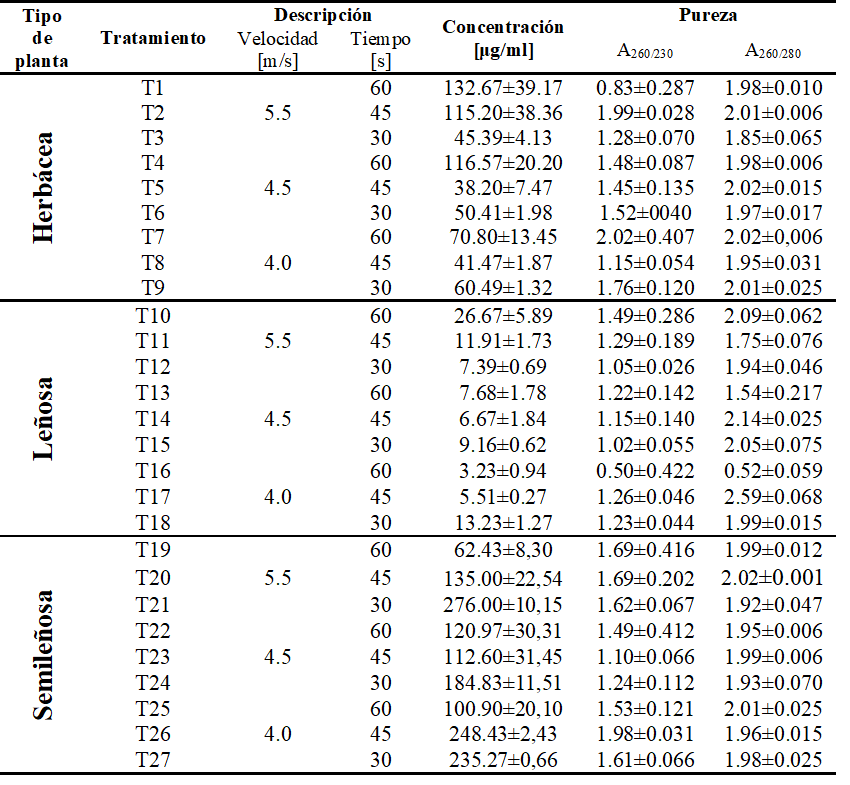 Tipo de planta Tratamiento Descripción Concentración [µg/ml] Pureza
Velocidad [m/s] Tiempo [s] A260/230 A260/280
Herbácea
T1 60 132.67±39.17 0.83±0.287 1.98±0.010
T2 5.5 45 115.20±38.36 1.99±0.028 2.01±0.006
T3 30 45.39±4.13 1.28±0.070 1.85±0.065
T4 60 116.57±20.20 1.48±0.087 1.98±0.006
T5 4.5 45 38.20±7.47 1.45±0.135 2.02±0.015
T6 30 50.41±1.98 1.52±0040 1.97±0.017
T7 60 70.80±13.45 2.02±0.407 2.02±0,006
T8 4.0 45 41.47±1.87 1.15±0.054 1.95±0.031
T9 30 60.49±1.32 1.76±0.120 2.01±0.025
Leñosa
T10 60 26.67±5.89 1.49±0.286 2.09±0.062
T11 5.5 45 11.91±1.73 1.29±0.189 1.75±0.076
T12 30 7.39±0.69 1.05±0.026 1.94±0.046
T13 60 7.68±1.78 1.22±0.142 1.54±0.217
T14 4.5 45 6.67±1.84 1.15±0.140 2.14±0.025
T15 30 9.16±0.62 1.02±0.055 2.05±0.075
T16 60 3.23±0.94 0.50±0.422 0.52±0.059
T17 4.0 45 5.51±0.27 1.26±0.046 2.59±0.068
T18 30 13.23±1.27 1.23±0.044 1.99±0.015
Semileñosa
T19 60 62.43±8,30 1.69±0.416 1.99±0.012
T20 5.5 45 135.00±22,54 1.69±0.202 2.02±0.001
T21 30 276.00±10,15 1.62±0.067 1.92±0.047
T22 60 120.97±30,31 1.49±0.412 1.95±0.006
T23 4.5 45 112.60±31,45 1.10±0.066 1.99±0.006
T24 30 184.83±11,51 1.24±0.112 1.93±0.070
T25 60 100.90±20,10 1.53±0.121 2.01±0.025
T26 4.0 45 248.43±2,43 1.98±0.031 1.96±0.015
T27 30 235.27±0,66 1.61±0.066 1.98±0.025